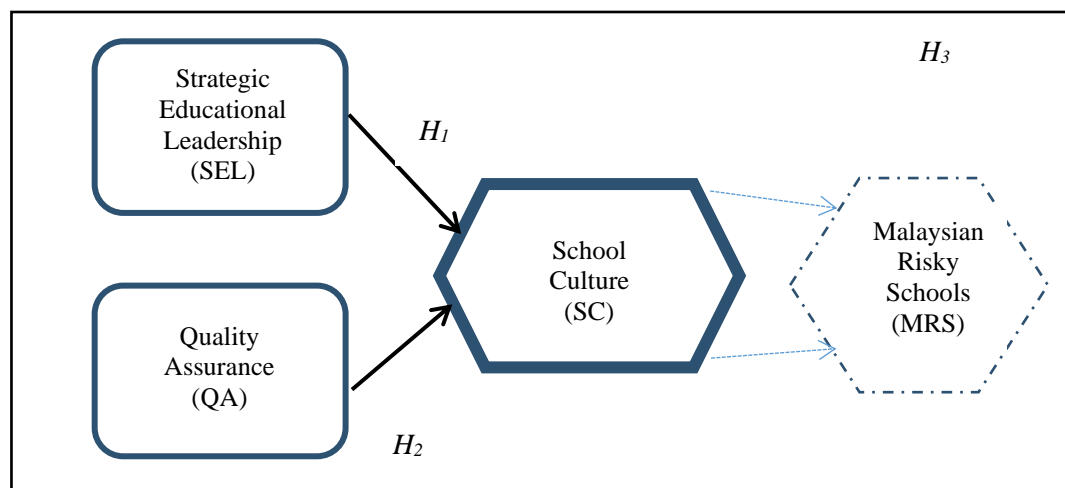 Strategic
Educational
Leadership
(SEL)
H1
H3
School
Culture
(SC)
Malaysian
Risky
Schools
(MRS)
Quality
Assurance
(QA)
H2